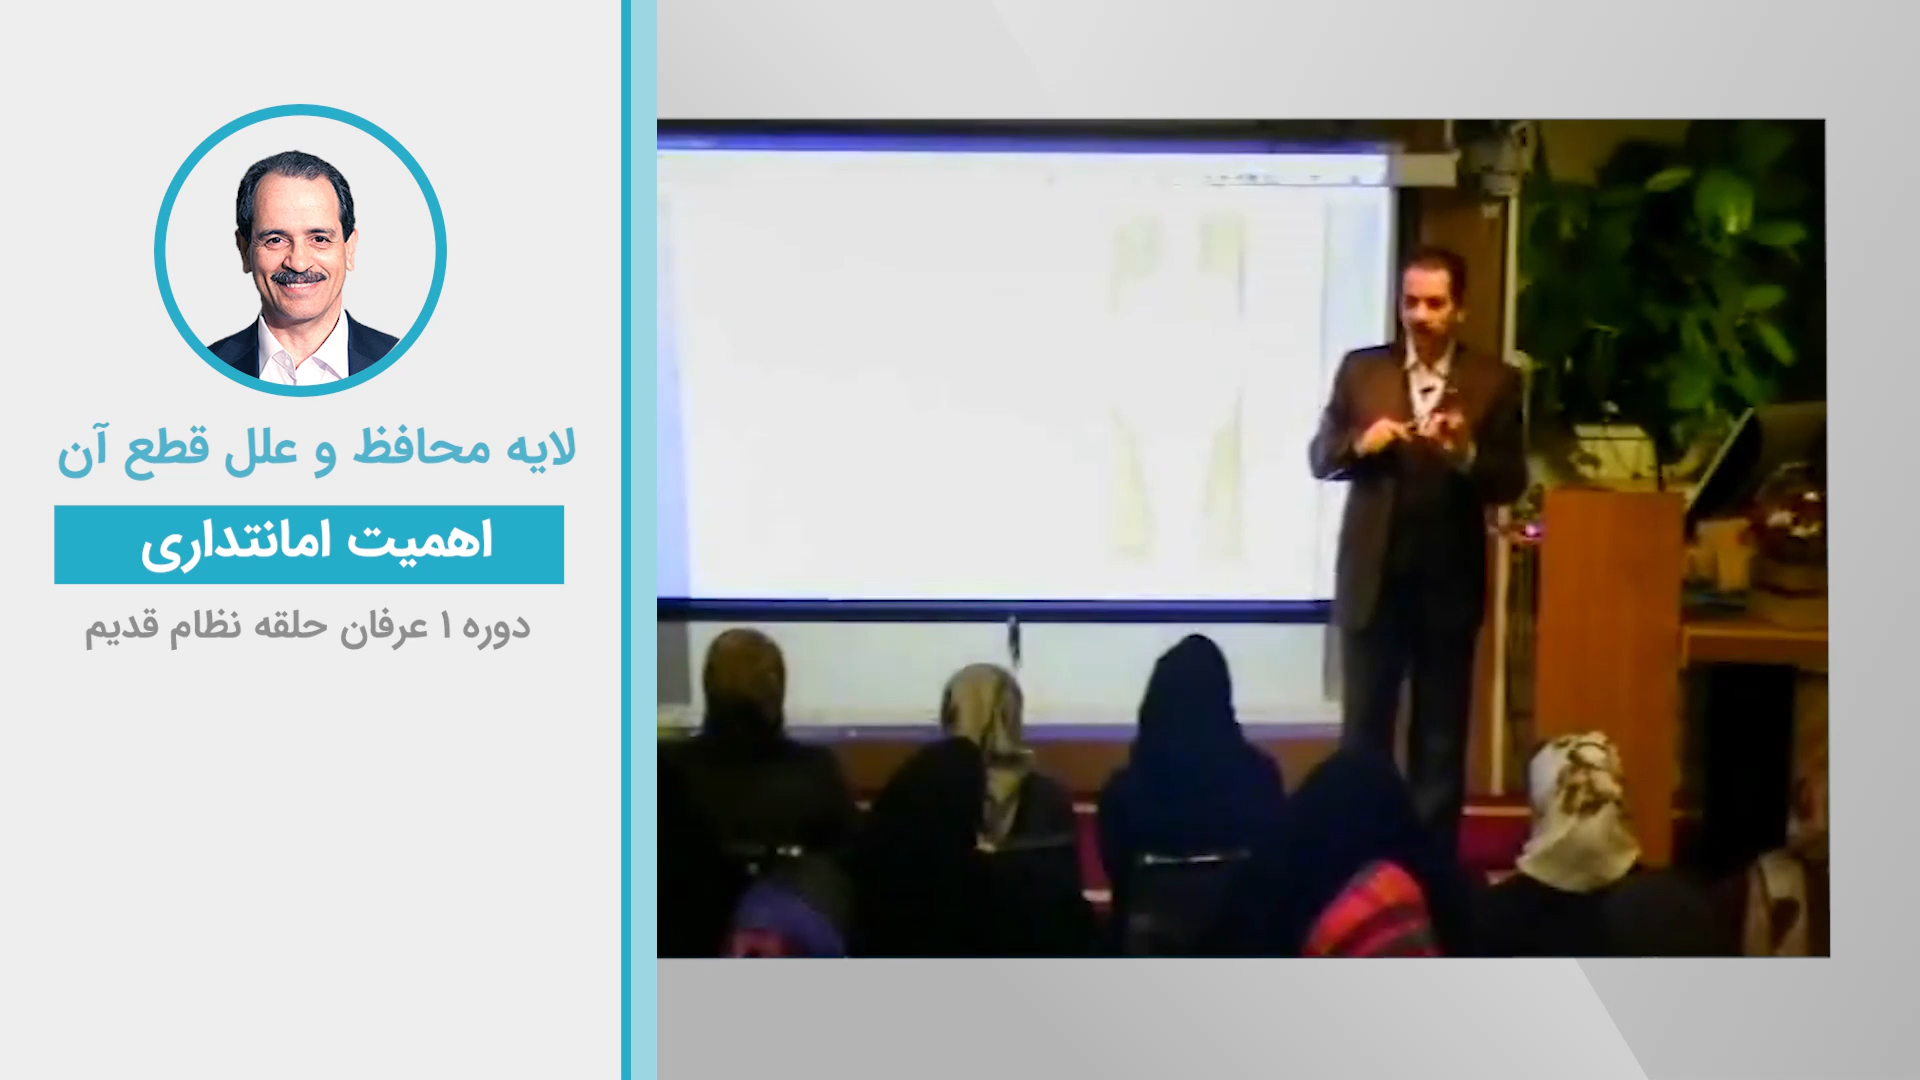 لایه محافظ و علل قطع آن
اهمیت امانتداری
دوره ۱ عرفان حلقه نظام قدیم